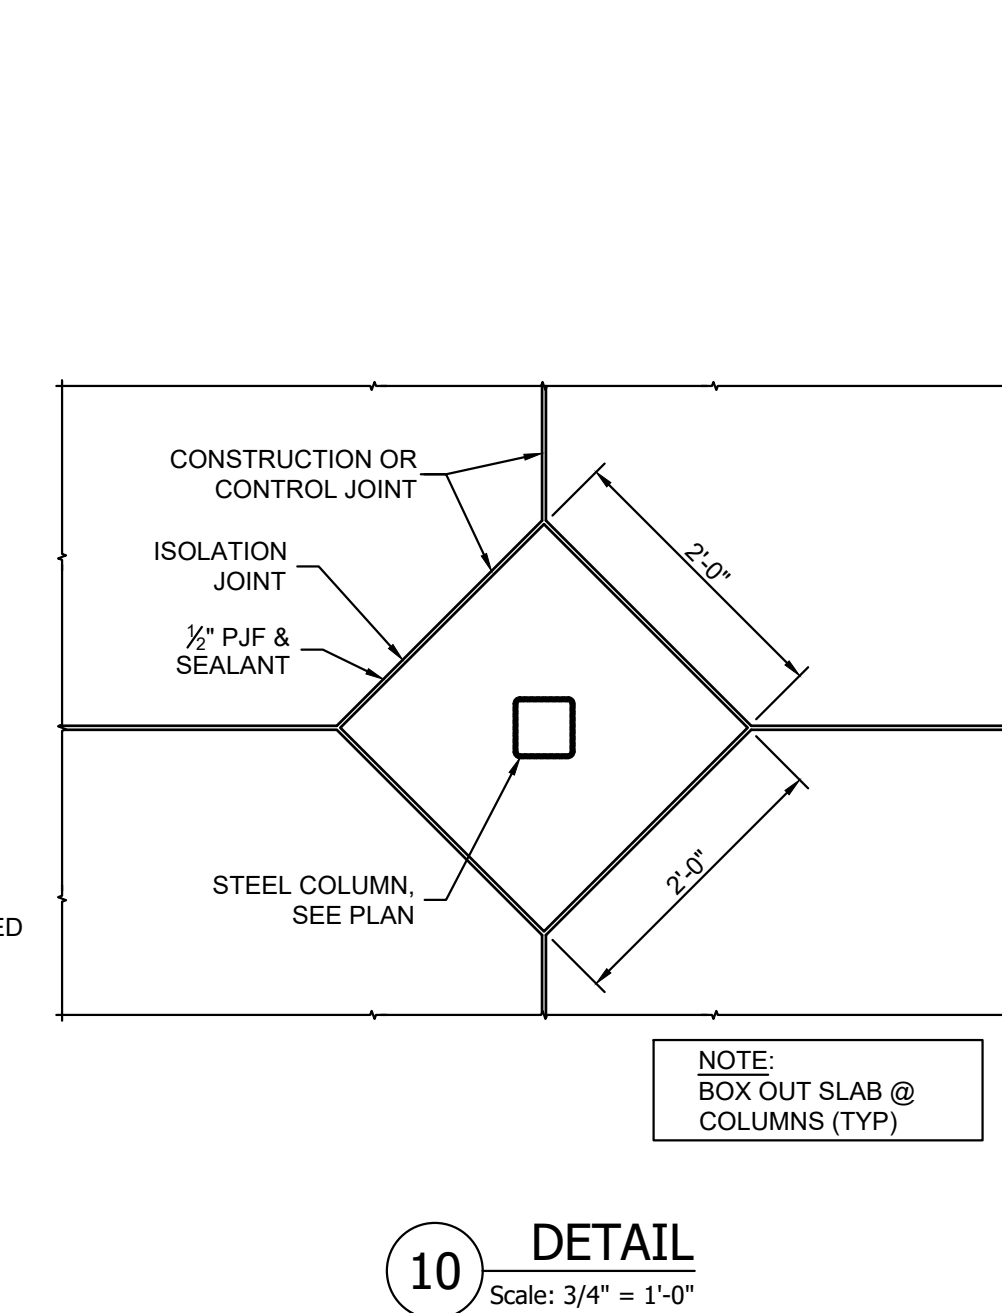 CONSTRUCTION OR
CONTROL JOINT
ISOLATION
JOINT
½" PJF &
SEALANT
2'-0"
2'-0"
STEEL COLUMN,
SEE PLAN
ED
NOTE:
BOX OUT SLAB @
COLUMNS (TYP)
10
DETAIL
Scale: 3/4" = 1'-0"